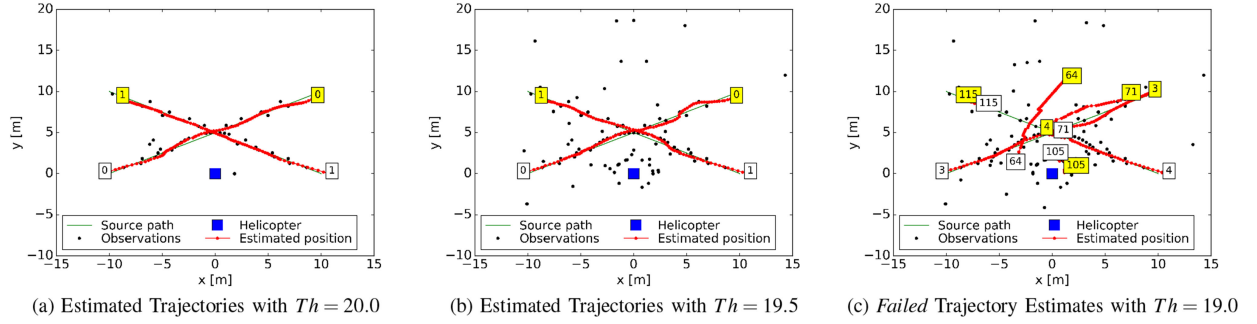 20
15
10
5
0
−5
−10
−15 −10 −5 0 5 10 15
y [m]
x [m]
1
0
0
1
Source path
Observations
Helicopter
Estimated position
(a) Estimated Trajectories with Th = 20.0
20
15
10
5
0
−5
−10
−15 −10 −5 0 5 10 15
y [m]
x [m]
1
0
0
1
Source path
Observations
Helicopter
Estimated position
(b) Estimated Trajectories with Th = 19.5
20
15
10
5
0
−5
−10
−15 −10 −5 0 5 10 15
y [m]
x [m]
64
115
115
71
3
4
71
105
64
105
3
4
Source path
Observations
Helicopter
Estimated position
(c) Failed Trajectory Estimates with Th = 19.0